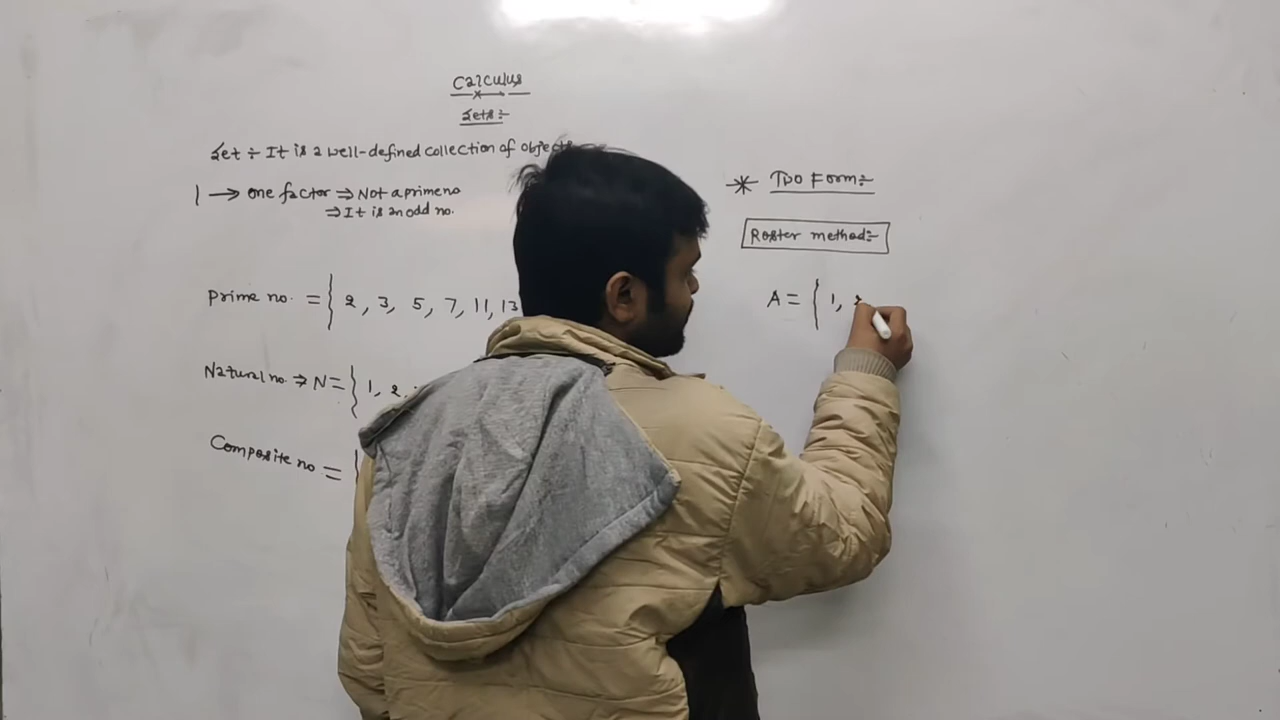 Calculus
Sets:-
Set :- It is a well-defined collection of objects
1 → one factor ⇒ Not a prime no
⇒ It is an odd no.
Prime no. = { 2, 3, 5, 7, 11, 13
Natural no. ⇒ N = { 1, 2,
Composite no = {
* Two Form:-
Roster method:-
A = { 1, 2